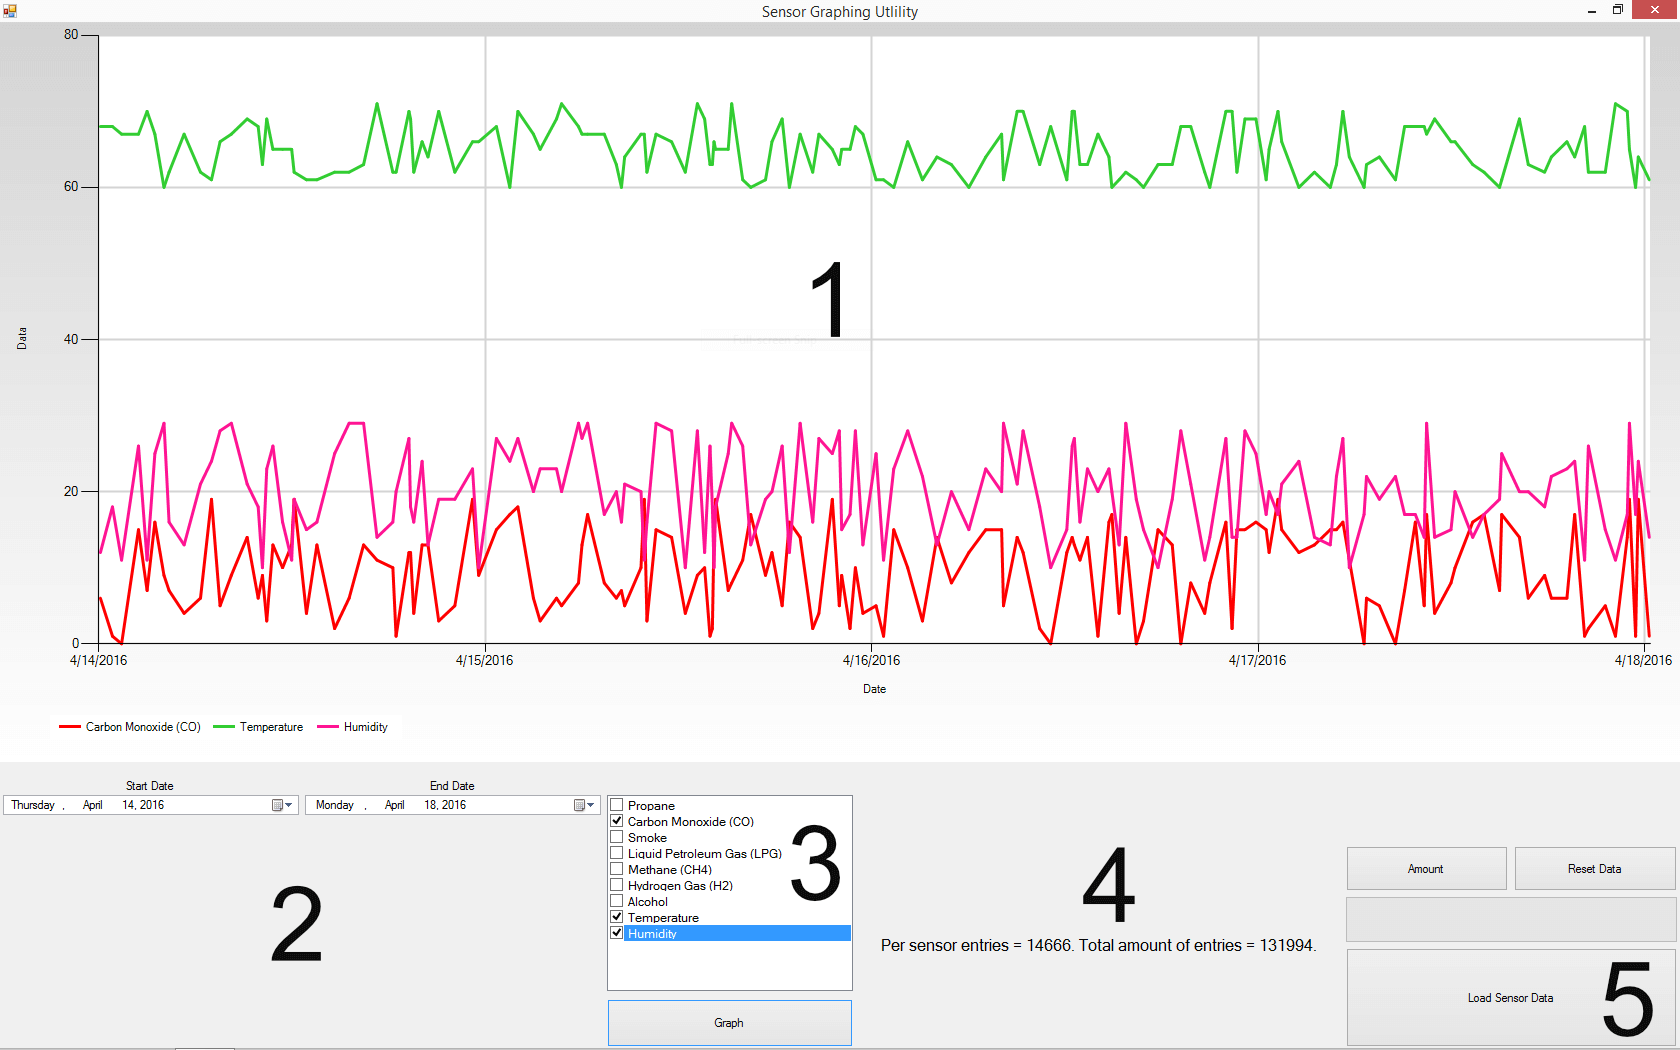 Sensor Graphing Utlility
80
60
40
20
0
Data
1
4/14/2016 4/15/2016 4/16/2016 4/17/2016 4/18/2016
Date
Carbon Monoxide (CO) Temperature Humidity
Start Date End Date
Thursday , April 14, 2016 Monday , April 18, 2016
2
Propane
Carbon Monoxide (CO)
Smoke
Liquid Petroleum Gas (LPG)
Methane (CH4)
Hydrogen Gas (H2)
Alcohol
Temperature
Humidity
3
Graph
4
Per sensor entries = 14666. Total amount of entries = 131994.
Amount Reset Data
Load Sensor Data
5